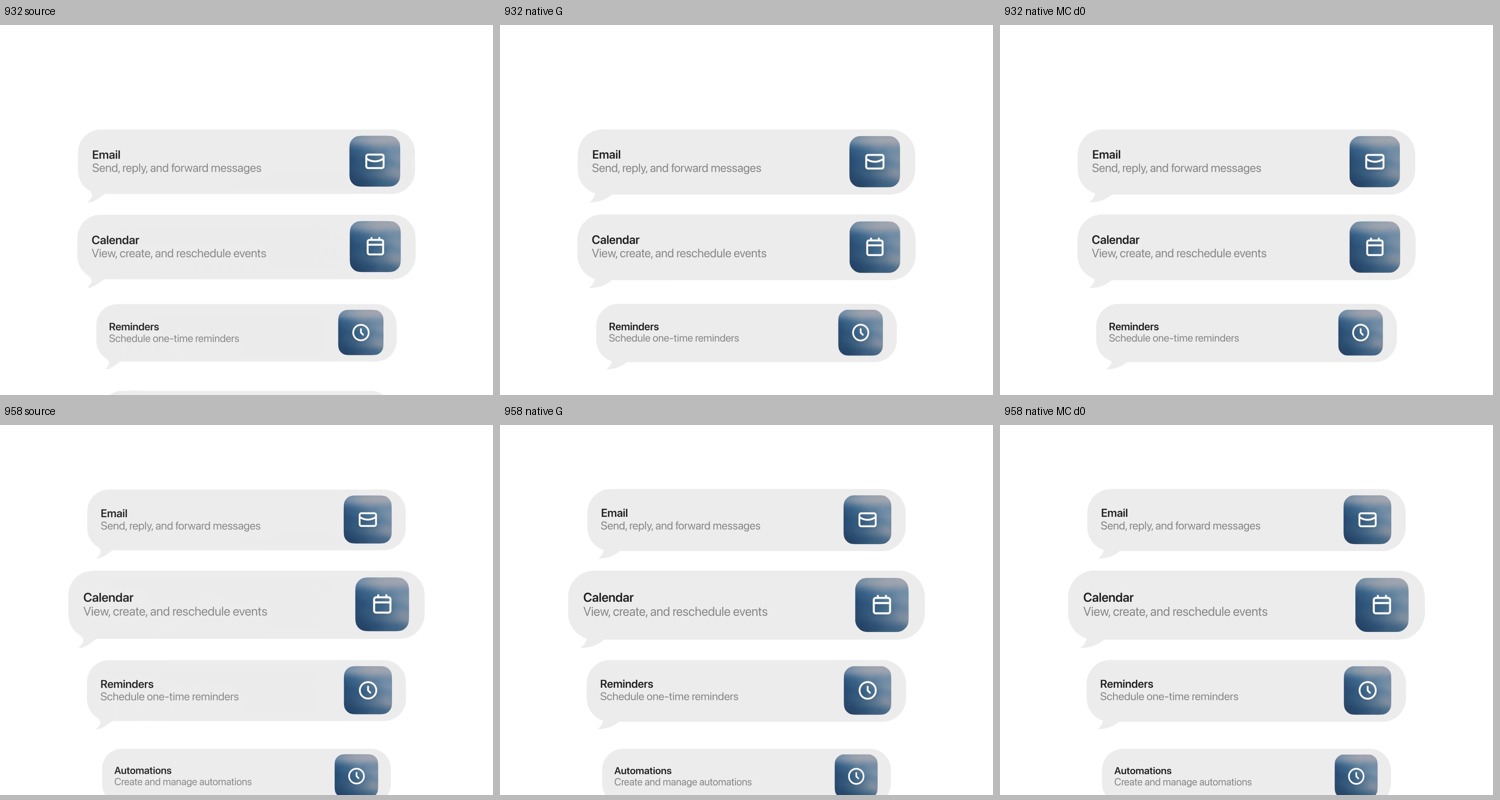 932 source
932 native G
932 native MC d0
Email
Send, reply, and forward messages
Calendar
View, create, and reschedule events
Reminders
Schedule one-time reminders
Email
Send, reply, and forward messages
Calendar
View, create, and reschedule events
Reminders
Schedule one-time reminders
Email
Send, reply, and forward messages
Calendar
View, create, and reschedule events
Reminders
Schedule one-time reminders
958 source
958 native G
958 native MC d0
Email
Send, reply, and forward messages
Calendar
View, create, and reschedule events
Reminders
Schedule one-time reminders
Automations
Create and manage automations
Email
Send, reply, and forward messages
Calendar
View, create, and reschedule events
Reminders
Schedule one-time reminders
Automations
Create and manage automations
Email
Send, reply, and forward messages
Calendar
View, create, and reschedule events
Reminders
Schedule one-time reminders
Automations
Create and manage automations